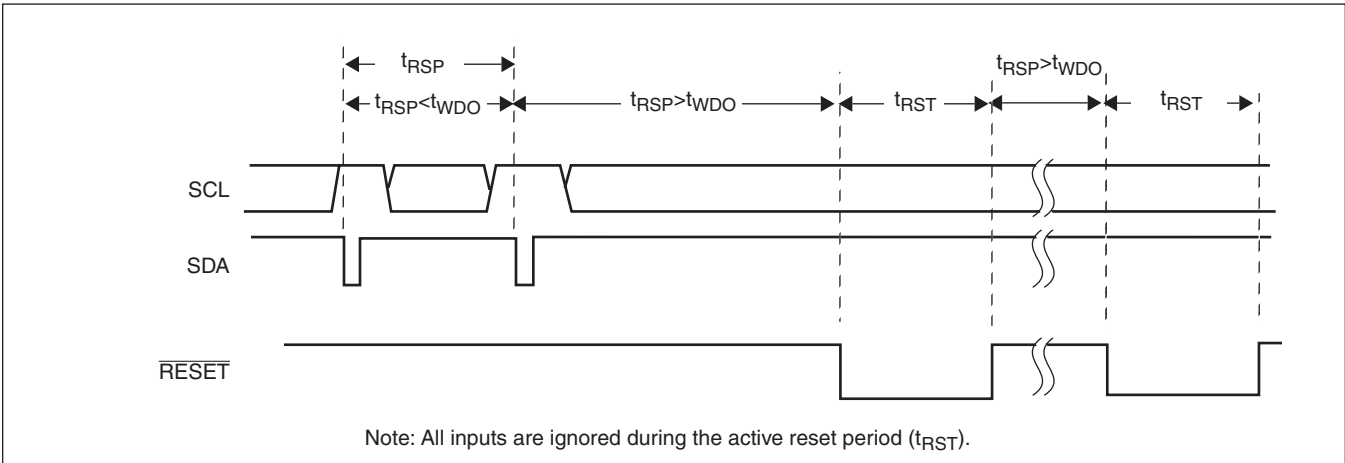 tRSP
tRSP>tWDO
tRSP<tWDO
tRSP>tWDO
tRST
tRST
SCL
SDA
RESET
Note: All inputs are ignored during the active reset period (tRST).